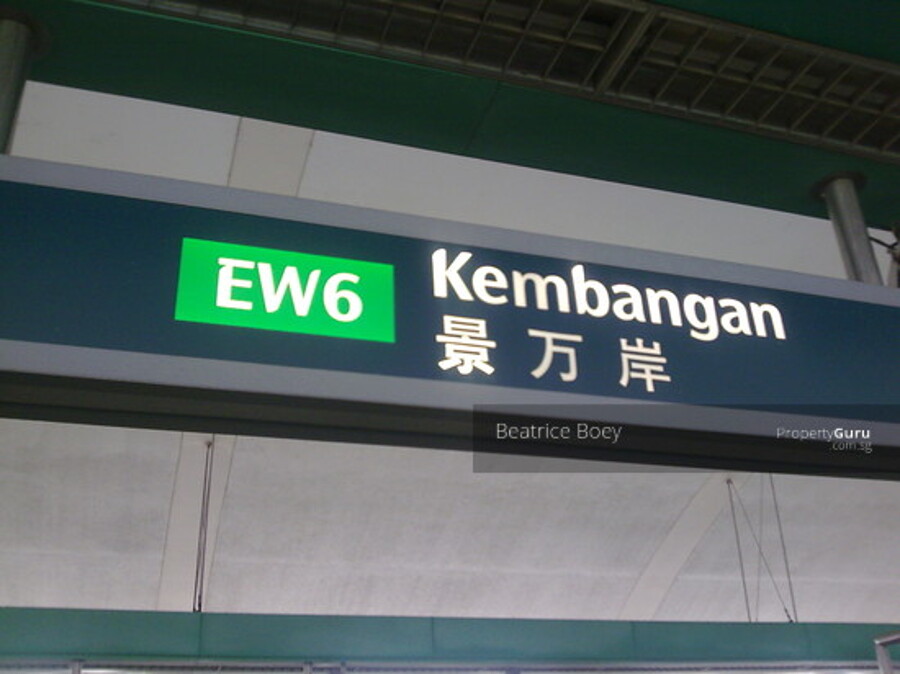 EW6 Kembangan
景万岸
Beatrice Boey
PropertyGuru
.com.sg